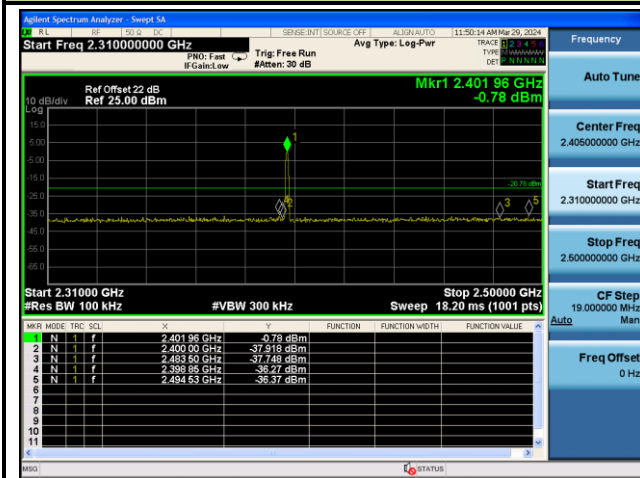 Agilent Spectrum Analyzer - Swept SA
RL RF 50 Ω DC SENSE:INT SOURCE OFF ALIGNAUTO 11:50:14 AM Mar 29, 2024
Start Freq 2.310000000 GHz
PNO: Fast
IFGain:Low
Trig: Free Run
#Atten: 30 dB
Avg Type: Log-Pwr
TRACE 1 2 3 4 5 6
TYPE
DET P N N N N N
Frequency
Auto Tune
Center Freq
2.405000000 GHz
Start Freq
2.310000000 GHz
Stop Freq
2.500000000 GHz
CF Step
19.000000 MHz
Auto Man
Freq Offset
0 Hz
Ref Offset 22 dB
10 dB/div Ref 25.00 dBm
Log
Mkr1 2.401 96 GHz
-0.78 dBm
15.0
5.00
-5.00
-15.0
-25.0
-35.0
-45.0
-55.0
-65.0
1
-20.78 dBm
3 5
Start 2.31000 GHz Stop 2.50000 GHz
#Res BW 100 kHz #VBW 300 kHz Sweep 18.20 ms (1001 pts)
MKR MODE TRC SCL X Y FUNCTION FUNCTION WIDTH FUNCTION VALUE
1 N 1 f 2.401 96 GHz -0.78 dBm
2 N 1 f 2.400 00 GHz -37.918 dBm
3 N 1 f 2.483 50 GHz -37.748 dBm
4 N 1 f 2.398 85 GHz -36.27 dBm
5 N 1 f 2.494 53 GHz -36.37 dBm
6
7
8
9
10
11
MSG STATUS